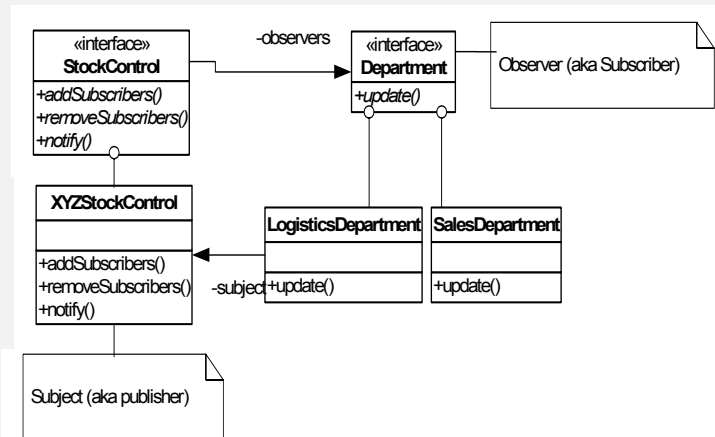 «interface»
StockControl
+addSubscribers()
+removeSubscribers()
+notify()
-observers
«interface»
Department
+update()
Observer (aka Subscriber)
XYZStockControl
+addSubscribers()
+removeSubscribers()
+notify()
-subject
LogisticsDepartment
+update()
SalesDepartment
+update()
Subject (aka publisher)